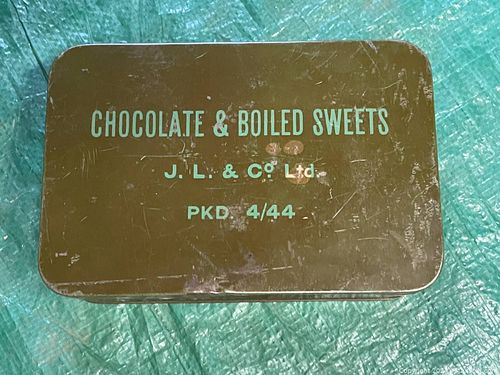 CHOCOLATE & BOILED SWEETS
J. L. & Cº Ltd.
PKD. 4/44